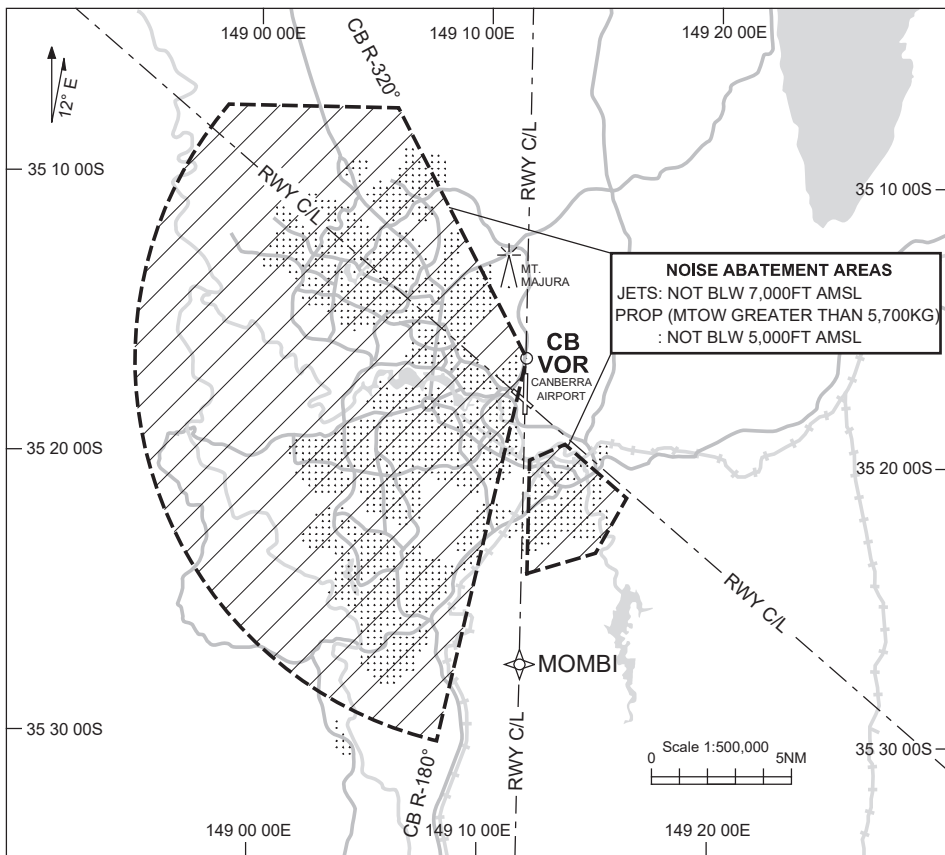 149 00 00E
149 10 00E
149 20 00E
CB R-320°
12° E
RWY C/L
35 10 00S
35 10 00S
RWY C/L
MT.
MAJURA
NOISE ABATEMENT AREAS
JETS: NOT BLW 7,000FT AMSL
PROP (MTOW GREATER THAN 5,700KG)
: NOT BLW 5,000FT AMSL
CB
VOR
CANBERRA
AIRPORT
35 20 00S
35 20 00S
RWY C/L
MOMBI
35 30 00S
CB R-180°
RWY C/L
Scale 1:500,000
0
5NM
35 30 00S
149 00 00E
149 10 00E
149 20 00E